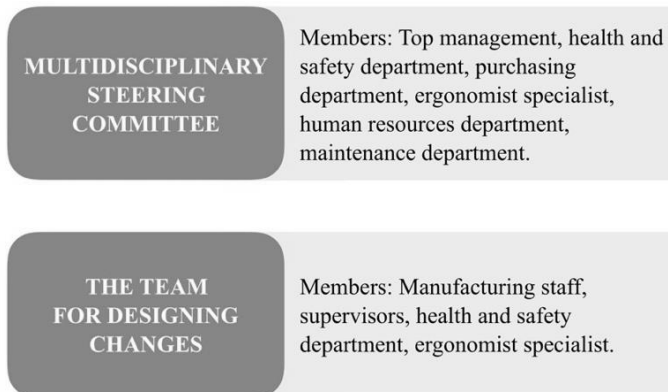 MULTIDISCIPLINARY
STEERING
COMMITTEE
Members: Top management, health and
safety department, purchasing
department, ergonomist specialist,
human resources department,
maintenance department.
THE TEAM
FOR DESIGNING
CHANGES
Members: Manufacturing staff,
supervisors, health and safety
department, ergonomist specialist.